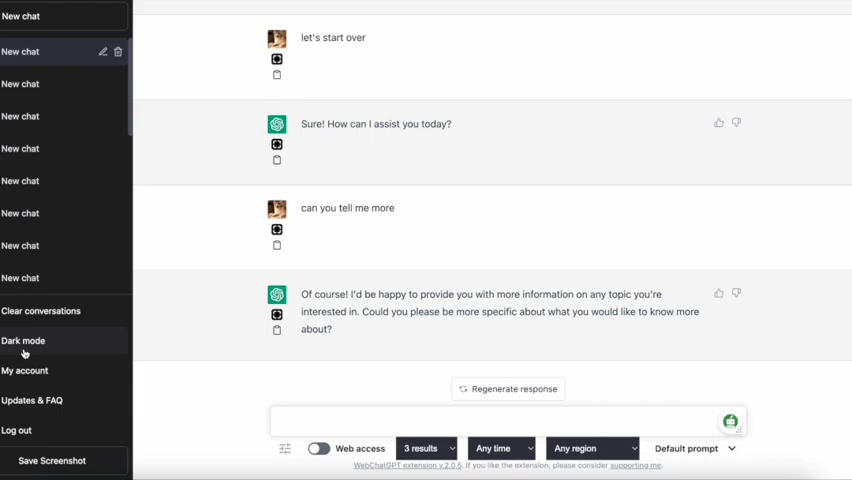 New chat
New chat
New chat
New chat
New chat
New chat
New chat
New chat
New chat
Clear conversations
Dark mode
My account
Updates & FAQ
Log out
Save Screenshot
let's start over
Sure! How can I assist you today?
can you tell me more
Of course! I'd be happy to provide you with more information on any topic you're
interested in. Could you please be more specific about what you would like to know more
about?
Regenerate response
Web access
3 results
Any time
Any region
Default prompt
WebChatGPT extension v.2.0.5. If you like the extension, please consider supporting me.